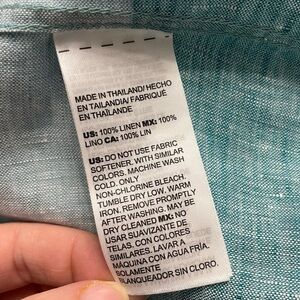 MADE IN THAILAND/ HECHO
EN TAILANDIA/ FABRIQUÉ
EN THAÏLANDE
US: 100% LINEN MX: 100%
LINO CA: 100% LIN
US: DO NOT USE FABRIC
SOFTENER. WITH SIMILAR
COLORS. MACHINE WASH
COLD. ONLY
NON-CHLORINE BLEACH.
TUMBLE DRY LOW. WARM
IRON. REMOVE PROMPTLY
AFTER WASHING. MAY BE
DRY CLEANED MX: NO
USAR SUAVIZANTE DE
TELAS. CON COLORES
SIMILARES. LAVAR A
MÁQUINA CON AGUA FRÍA.
SOLAMENTE
BLANQUEADOR SIN CLORO.